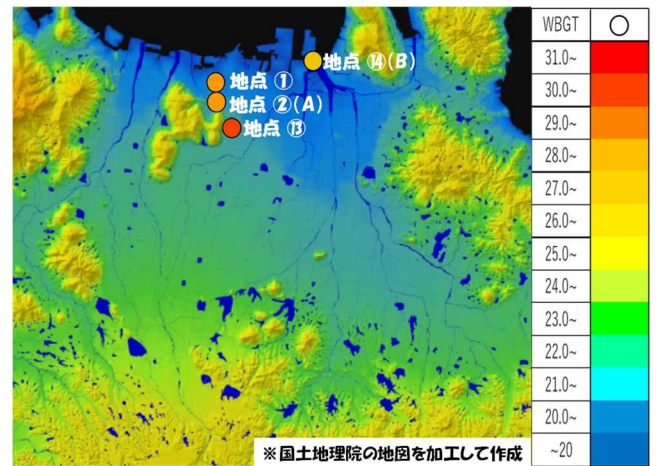 地点 ⑭(B)
地点 ①
地点 ②(A)
地点 ⑬
※国土地理院の地図を加工して作成
WBGT ○
31.0~
30.0~
29.0~
28.0~
27.0~
26.0~
25.0~
24.0~
23.0~
22.0~
21.0~
20.0~
~20